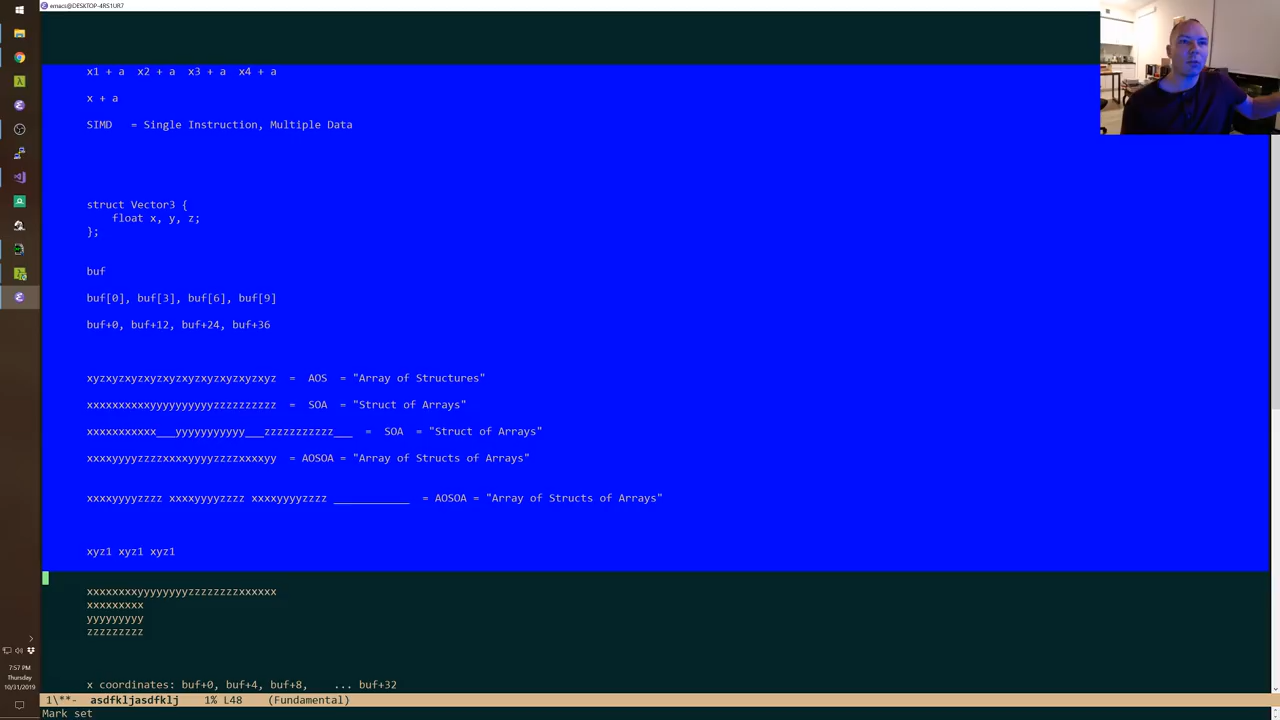 emacs@DESKTOP-4RS1UR7
x1 + a  x2 + a  x3 + a  x4 + a
x + a
SIMD   = Single Instruction, Multiple Data
struct Vector3 {
    float x, y, z;
};
buf
buf[0], buf[3], buf[6], buf[9]
buf+0, buf+12, buf+24, buf+36
xyzxyzxyzxyzxyzxyzxyzxyzxyzxyz  =  AOS  = "Array of Structures"
xxxxxxxxxxyyyyyyyyyyzzzzzzzzzz  =  SOA  = "Struct of Arrays"
xxxxxxxxxxx___yyyyyyyyyyy___zzzzzzzzzzz___  =  SOA  = "Struct of Arrays"
xxxxyyyyzzzzxxxxyyyyzzzzxxxxyy  = AOSOA = "Array of Structs of Arrays"
xxxxyyyyzzzz xxxxyyyyzzzz xxxxyyyyzzzz ____________  = AOSOA = "Array of Structs of Arrays"
xyz1 xyz1 xyz1
xxxxxxxxyyyyyyyyzzzzzzzzxxxxxx
xxxxxxxxx
yyyyyyyyy
zzzzzzzzz
x coordinates: buf+0, buf+4, buf+8,    ... buf+32
1\**-  asdfkljasdfklj    1% L48    (Fundamental)
Mark set
7:57 PM
Thursday
10/31/2019